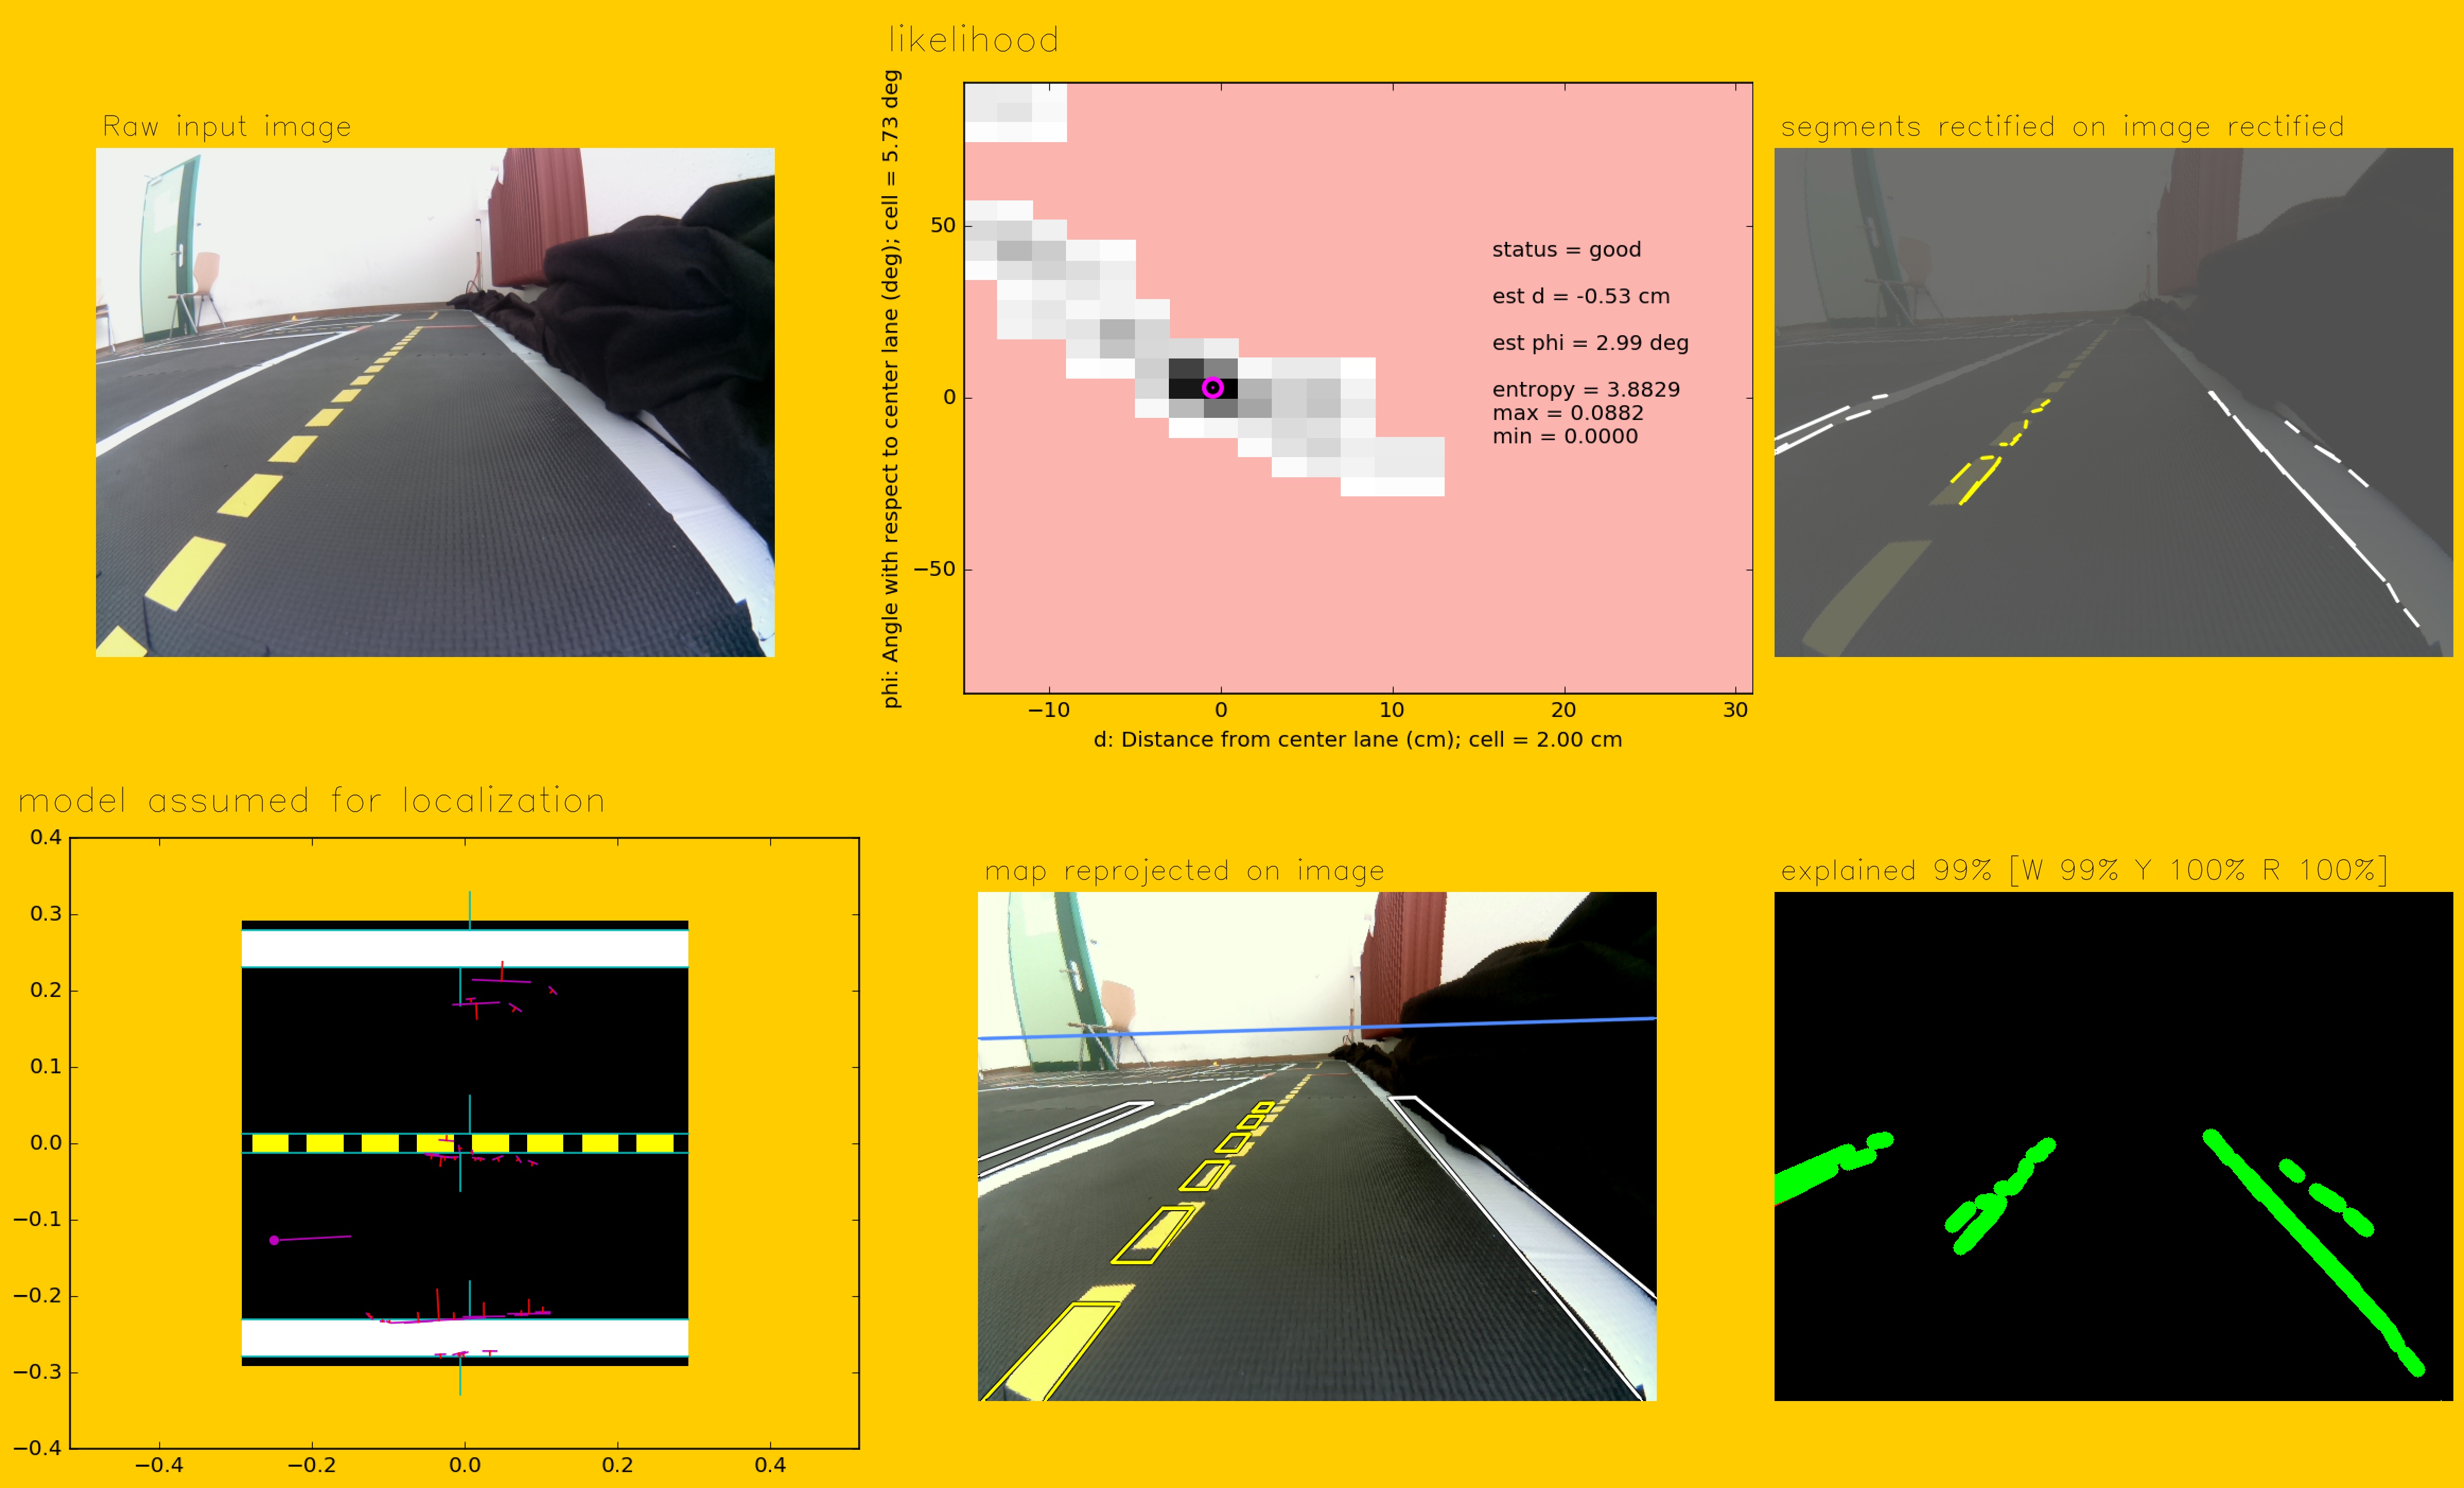 likelihood
Raw input image
segments rectified on image rectified
phi: Angle with respect to center lane (deg); cell = 5.73 deg
50
0
−50
status = good
est d = -0.53 cm
est phi = 2.99 deg
entropy = 3.8829
max = 0.0882
min = 0.0000
−10
0
10
20
30
d: Distance from center lane (cm); cell = 2.00 cm
model assumed for localization
0.4
0.3
0.2
0.1
0.0
−0.1
−0.2
−0.3
−0.4
−0.4
−0.2
0.0
0.2
0.4
map reprojected on image
explained 99% [W 99% Y 100% R 100%]